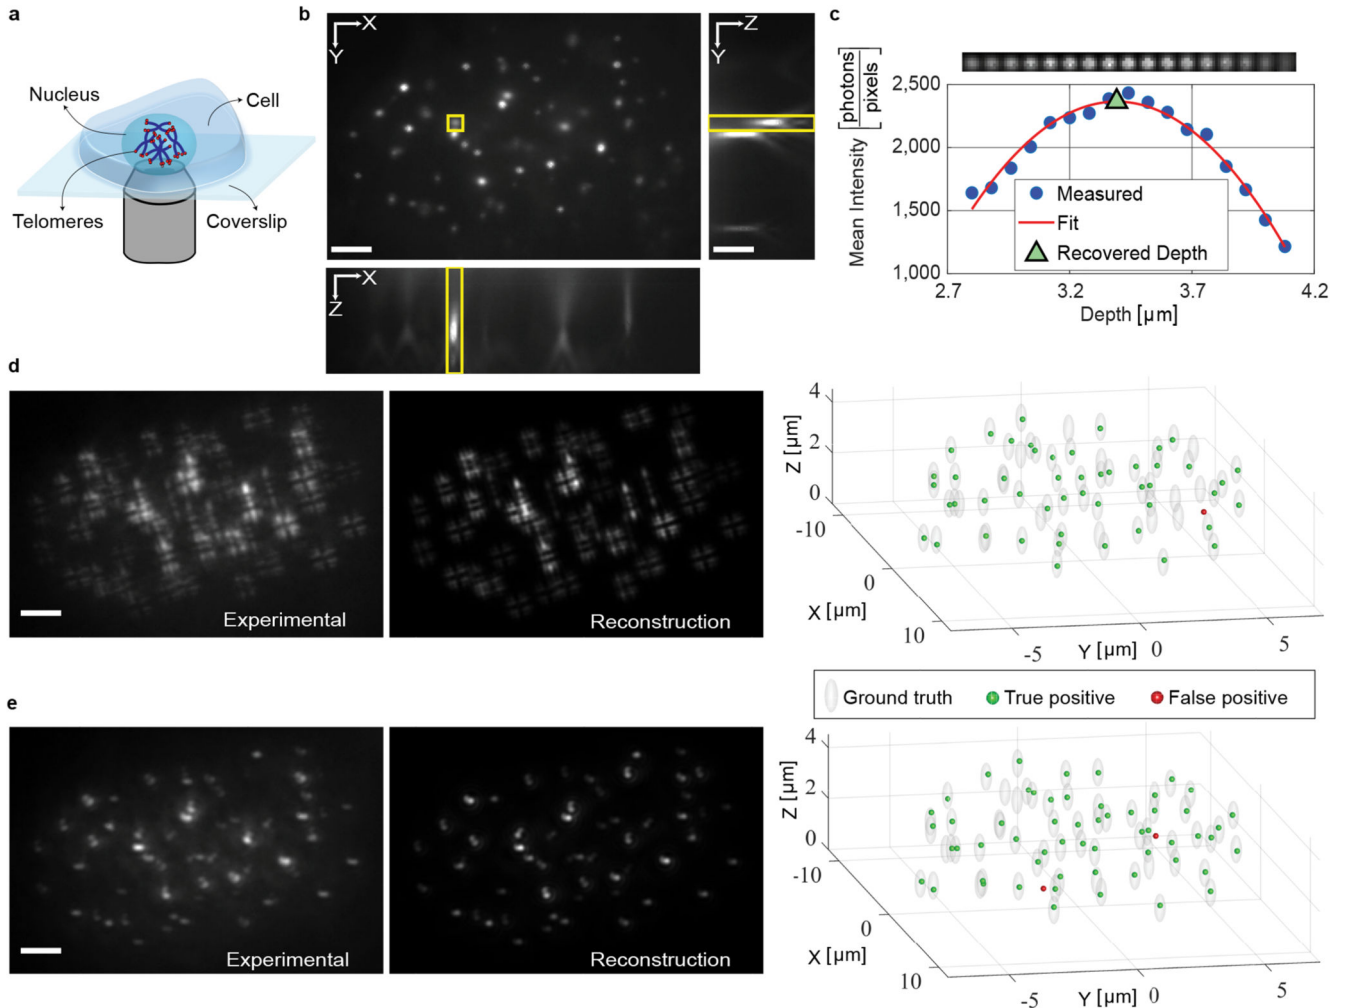 a
Nucleus
Cell
Telomeres
Coverslip
b
X
Y
Z
Y
X
Z
c
Mean Intensity [photons/pixels]
2,500
2,000
1,500
1,000
Measured
Fit
Recovered Depth
2.7
3.2
3.7
4.2
Depth [μm]
d
Experimental
Reconstruction
4
2
0
Z [μm]
-10
0
10
X [μm]
-5
Y [μm]
0
5
Ground truth
True positive
False positive
e
Experimental
Reconstruction
4
2
0
Z [μm]
-10
0
10
X [μm]
-5
Y [μm]
0
5